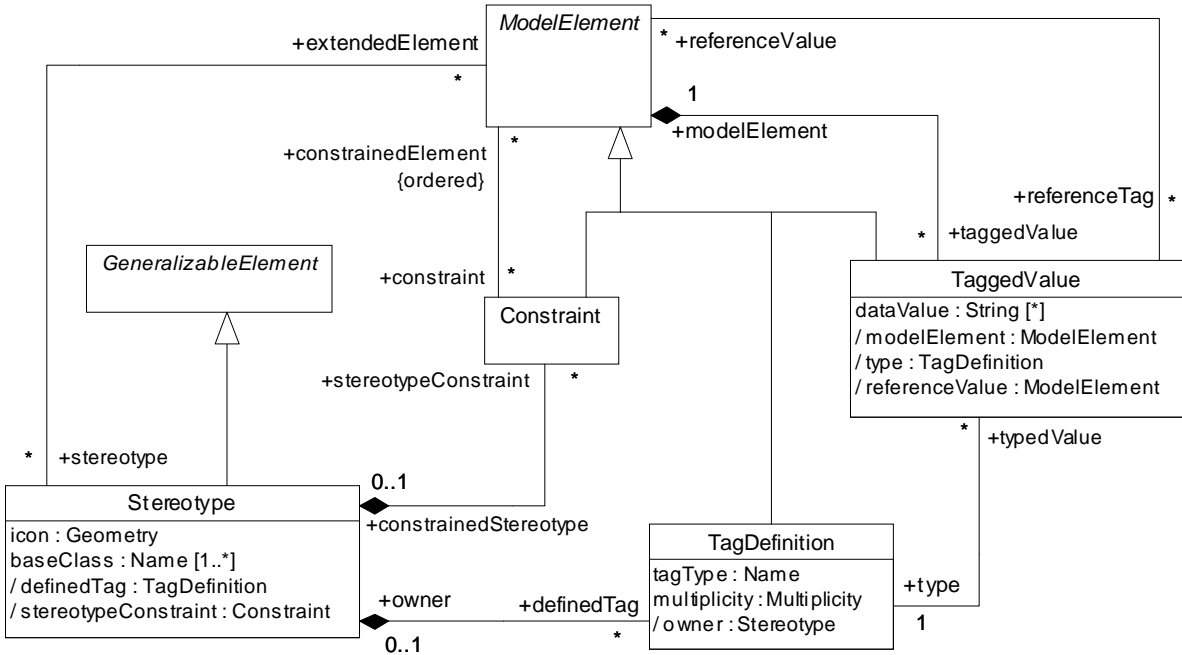 ModelElement
+extendedElement
*
* +referenceValue
1
+modelElement
+constrainedElement
*
{ordered}
+referenceTag
*
* +taggedValue
GeneralizableElement
+constraint
*
TaggedValue
dataValue : String [*]
/ modelElement : ModelElement
/ type : TagDefinition
/ referenceValue : ModelElement
Constraint
+stereotypeConstraint
*
* +typedValue
* +stereotype
0..1
+constrainedStereotype
Stereotype
icon : Geometry
baseClass : Name [1..*]
/ definedTag : TagDefinition
/ stereotypeConstraint : Constraint
TagDefinition
tagType : Name
multiplicity : Multiplicity
/ owner : Stereotype
+type
1
+owner
0..1
+definedTag
*